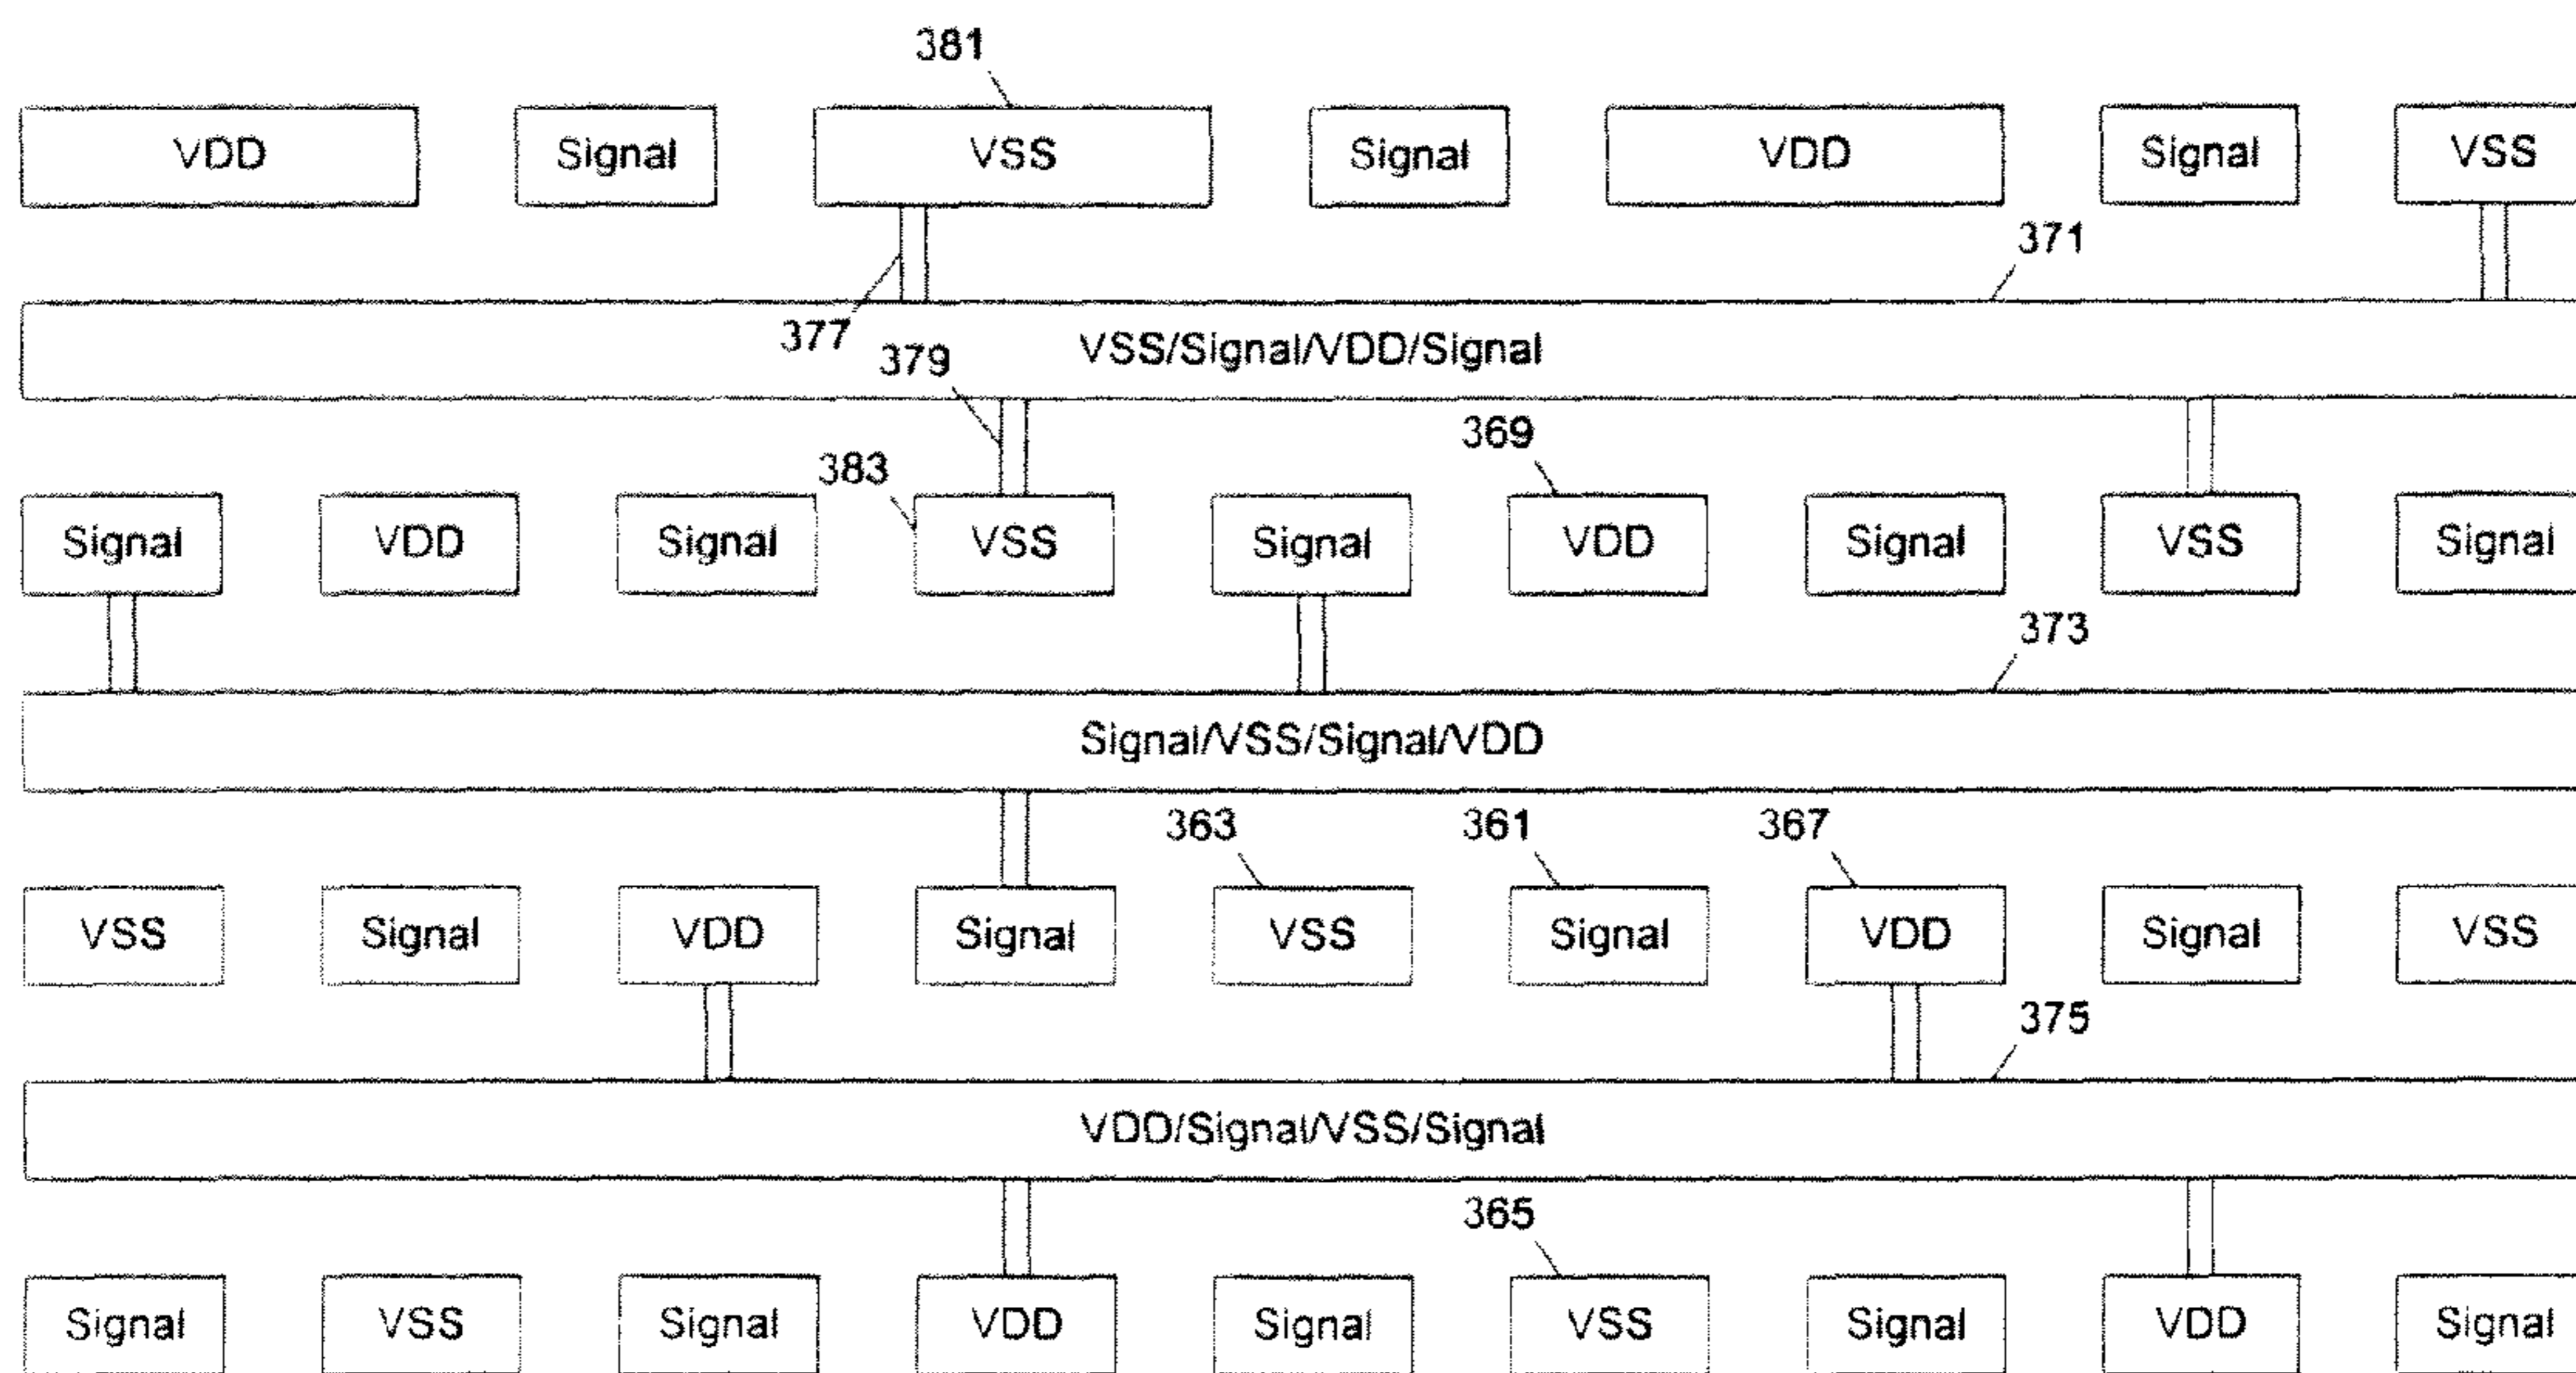 381
VDD Signal VSS Signal VDD Signal VSS
371
377
VSS/Signal/VDD/Signal
379
369
383
Signal VDD Signal VSS Signal VDD Signal VSS Signal
373
Signal/VSS/Signal/VDD
363 361 367
VSS Signal VDD Signal VSS Signal VDD Signal VSS
375
VDD/Signal/VSS/Signal
365
Signal VSS Signal VDD Signal VSS Signal VDD Signal